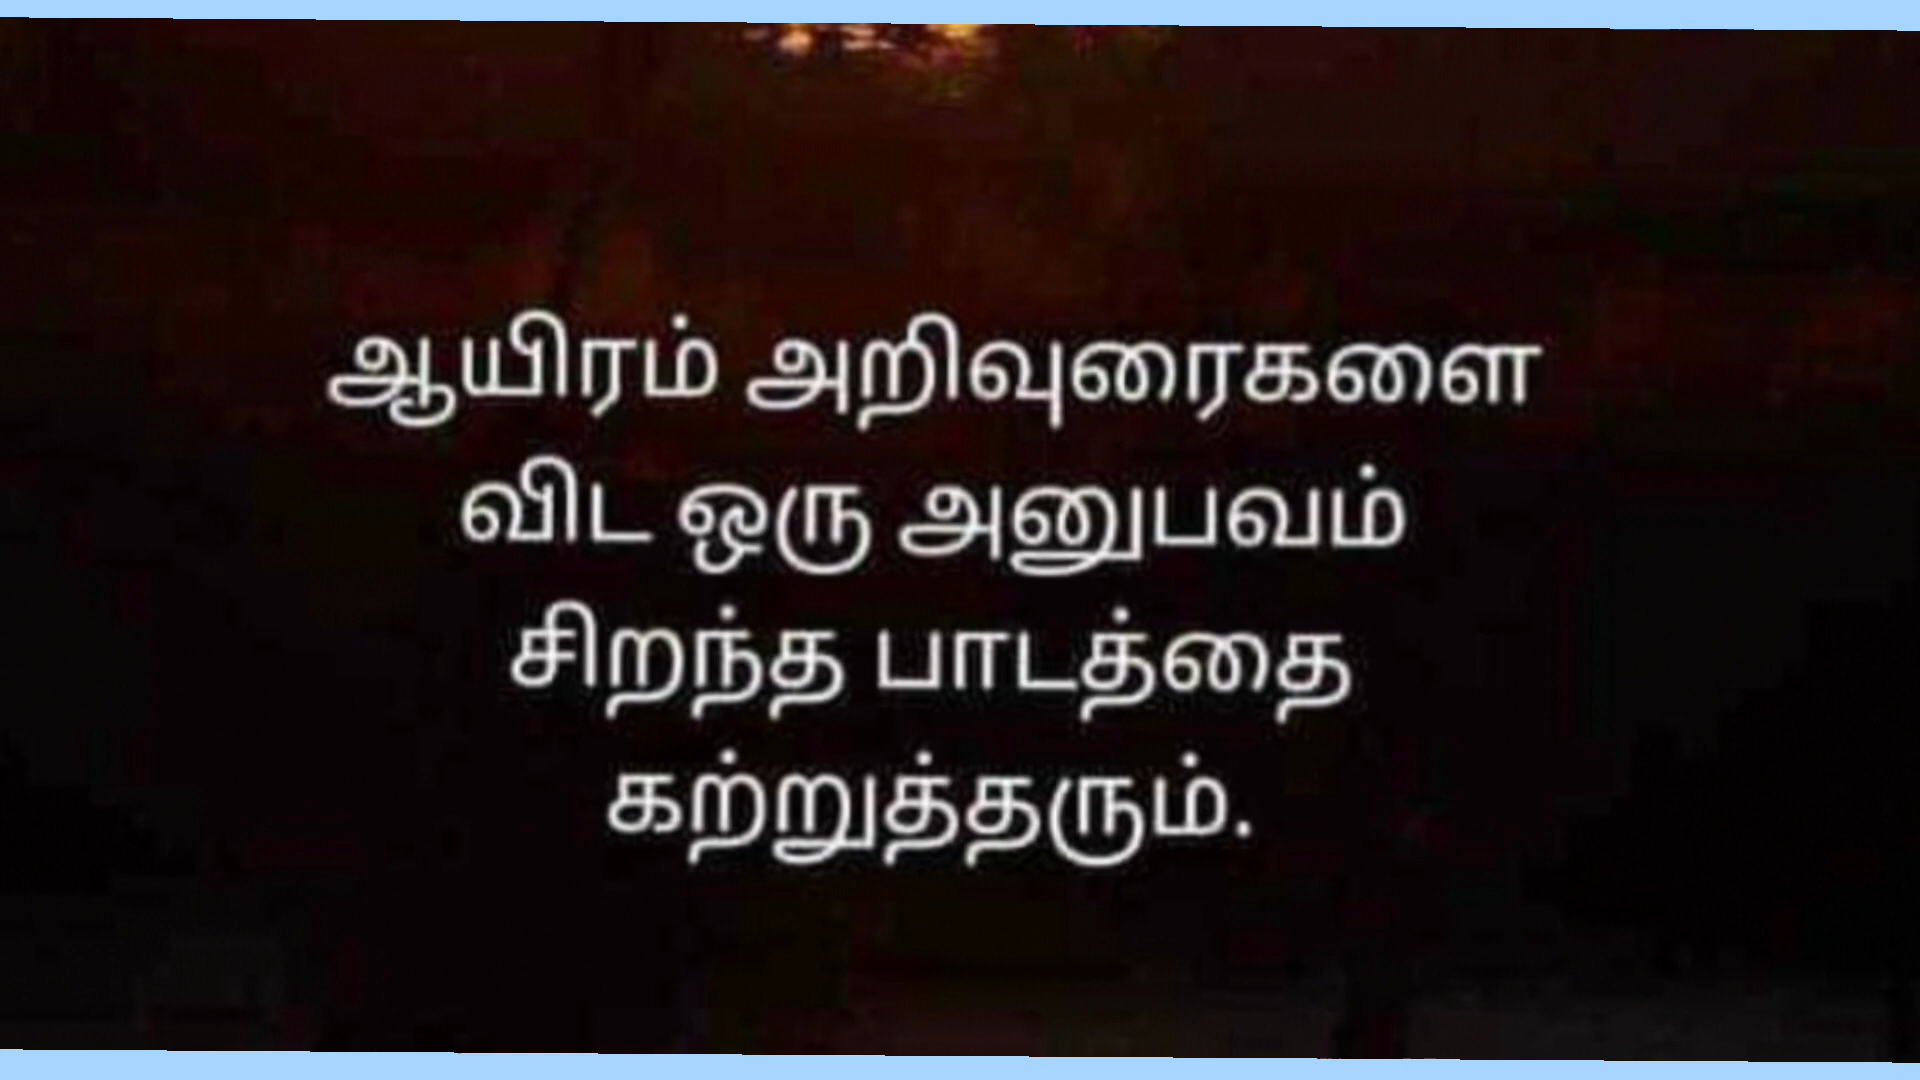 ஆயிரம் அறிவுரைகளை
விட ஒரு அனுபவம்
சிறந்த பாடத்தை
கற்றுத்தரும்.